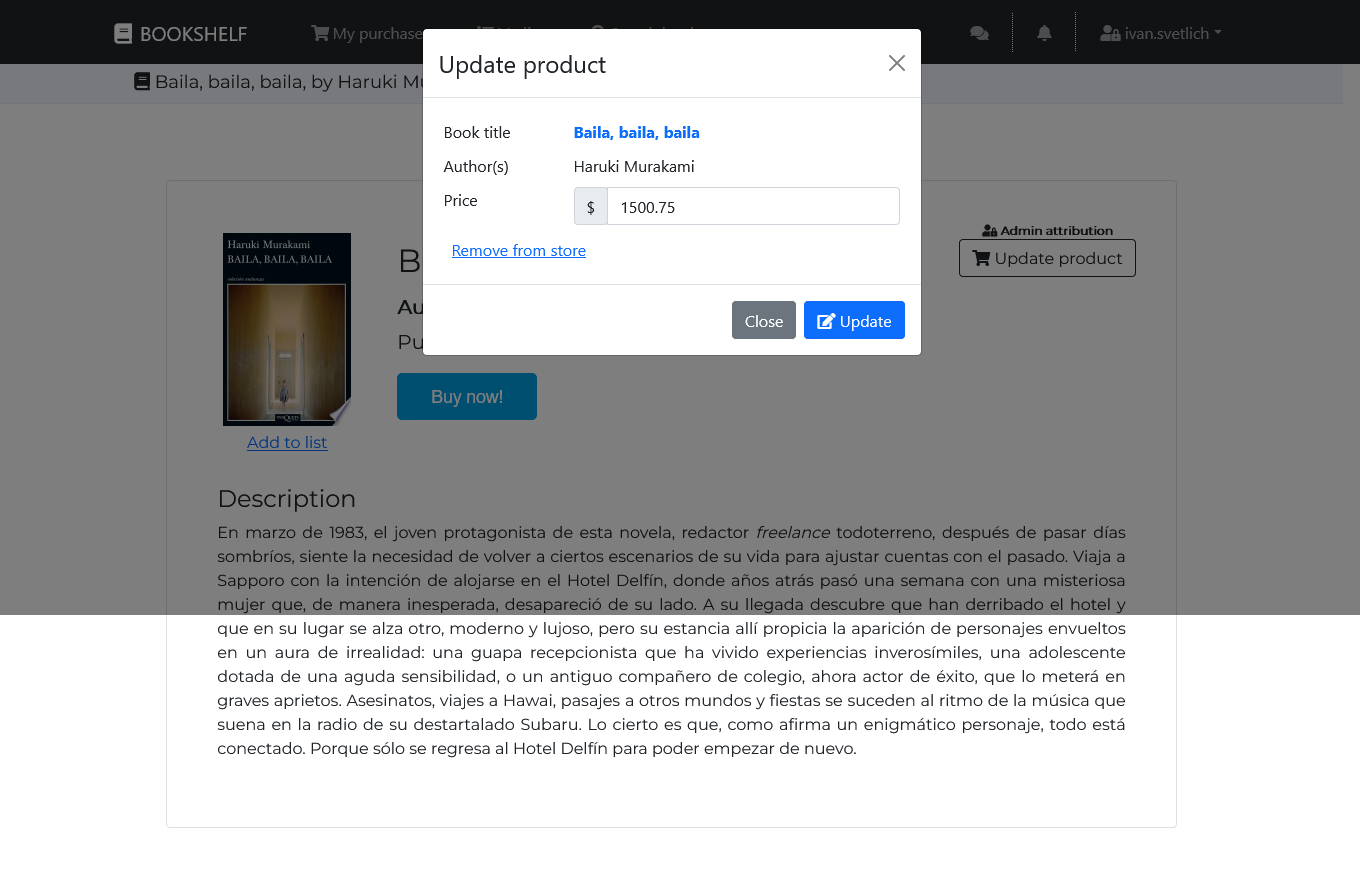 BOOKSHELF My purchase ivan.svetlich
Baila, baila, baila, by Haruki Mu
Update product
Book title Baila, baila, baila
Author(s) Haruki Murakami
Price $ 1500.75
Remove from store
Close Update
Admin attribution
Update product
Haruki Murakami
BAILA, BAILA, BAILA
B
Au
Pu
Buy now!
Add to list
Description
En marzo de 1983, el joven protagonista de esta novela, redactor freelance todoterreno, después de pasar días
sombríos, siente la necesidad de volver a ciertos escenarios de su vida para ajustar cuentas con el pasado. Viaja a
Sapporo con la intención de alojarse en el Hotel Delfín, donde años atrás pasó una semana con una misteriosa
mujer que, de manera inesperada, desapareció de su lado. A su llegada descubre que han derribado el hotel y
que en su lugar se alza otro, moderno y lujoso, pero su estancia allí propicia la aparición de personajes envueltos
en un aura de irrealidad: una guapa recepcionista que ha vivido experiencias inverosímiles, una adolescente
dotada de una aguda sensibilidad, o un antiguo compañero de colegio, ahora actor de éxito, que lo meterá en
graves aprietos. Asesinatos, viajes a Hawai, pasajes a otros mundos y fiestas se suceden al ritmo de la música que
suena en la radio de su destartalado Subaru. Lo cierto es que, como afirma un enigmático personaje, todo está
conectado. Porque sólo se regresa al Hotel Delfín para poder empezar de nuevo.